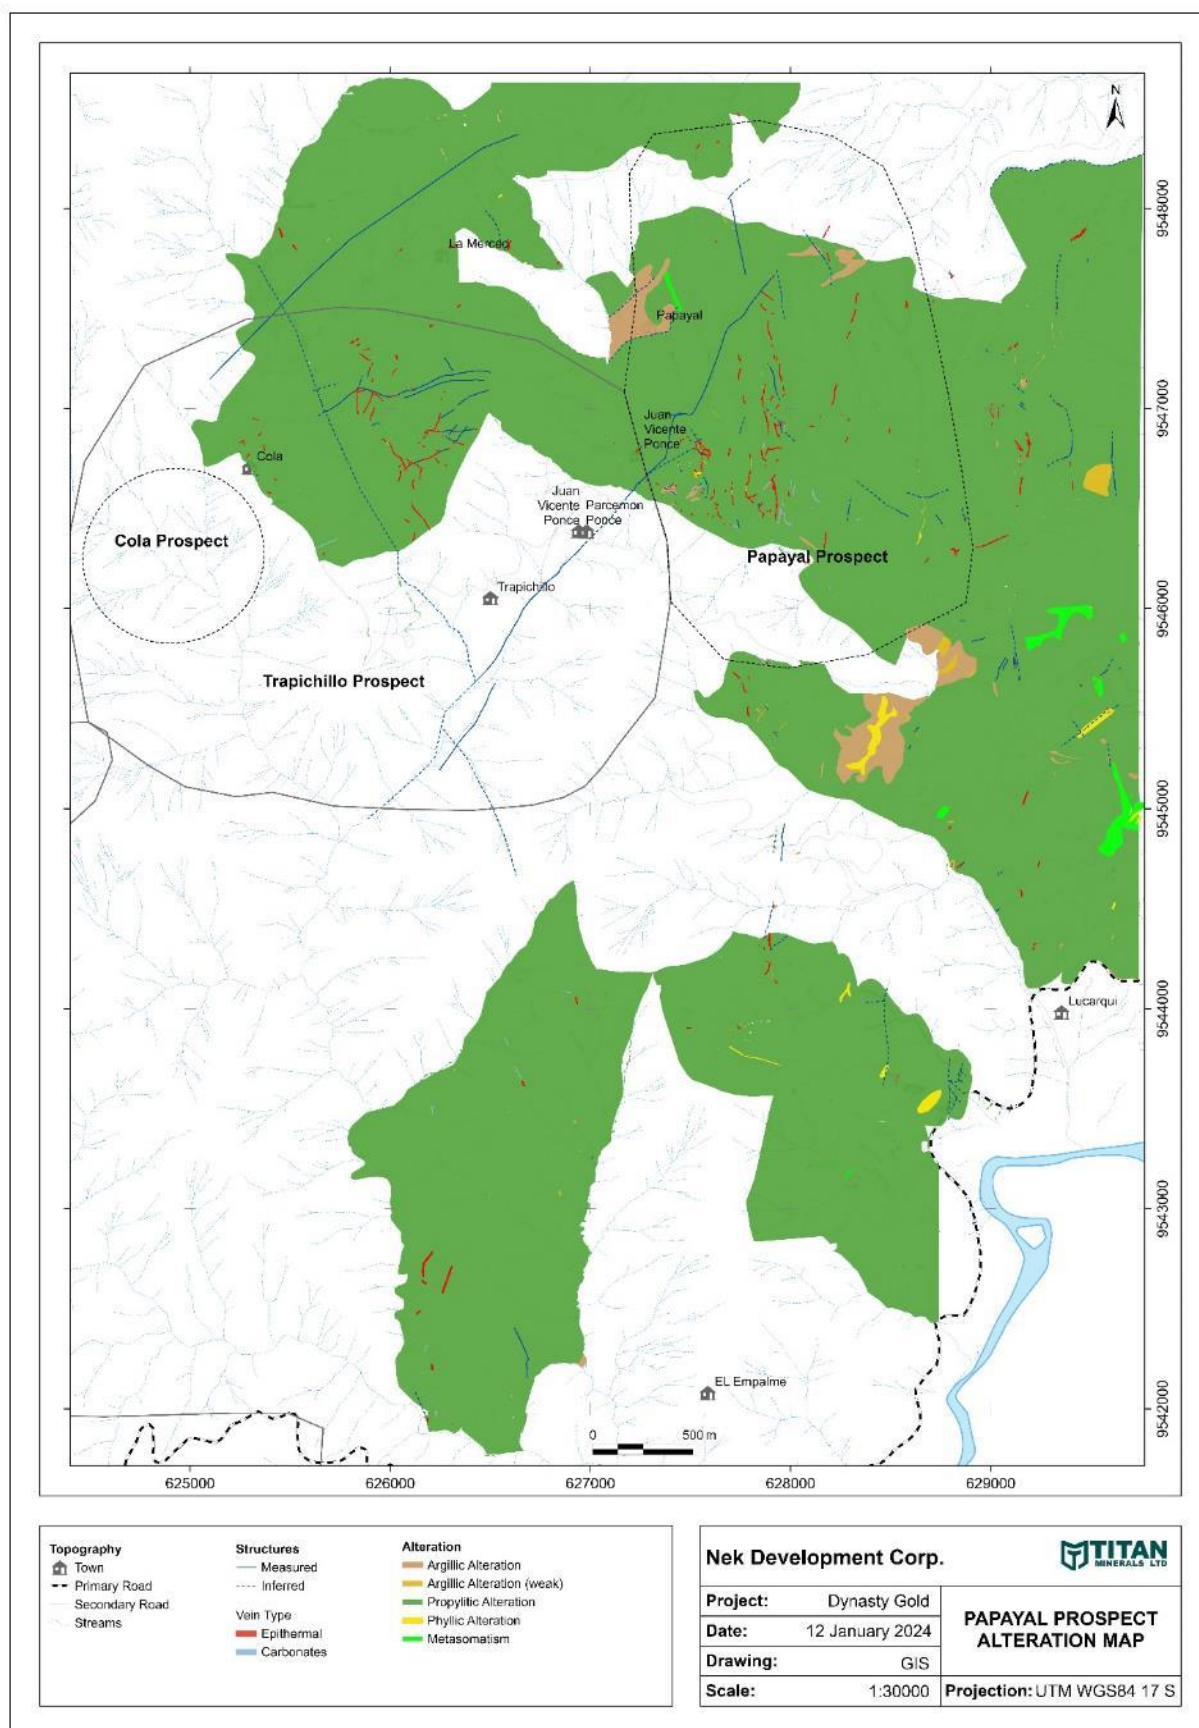 N
9548000
La Merced
Papayal
9547000
Juan
Vicente
Ponce
Cola
Juan
Vicente Parcemon
Ponce Ponce
Cola Prospect
Papayal Prospect
Trapichillo
9546000
Trapichillo Prospect
9545000
Lucarqui
9544000
9543000
EL Empalme
9542000
0 500 m
625000 626000 627000 628000 629000
Topography
Town
Primary Road
Secondary Road
Streams
Structures
Measured
Inferred
Vein Type
Epithermal
Carbonates
Alteration
Argillic Alteration
Argillic Alteration (weak)
Propylitic Alteration
Phyllic Alteration
Metasomatism
Nek Development Corp.
TITAN
MINERALS LTD
Project: Dynasty Gold
Date: 12 January 2024
Drawing: GIS
Scale: 1:30000
PAPAYAL PROSPECT
ALTERATION MAP
Projection: UTM WGS84 17 S